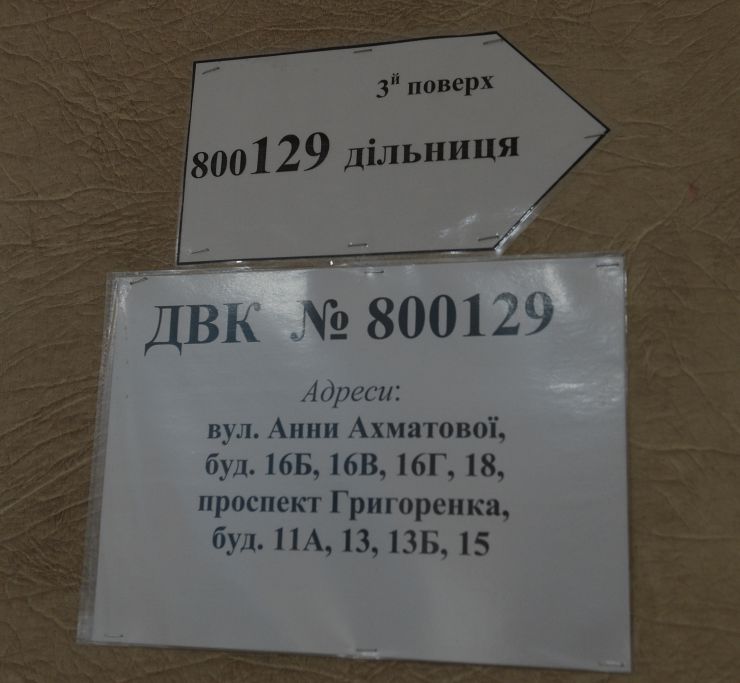 3й поверх
800129 дільниця
ДВК № 800129
Адреси:
вул. Анни Ахматової,
буд. 16Б, 16В, 16Г, 18,
проспект Григоренка,
буд. 11А, 13, 13Б, 15